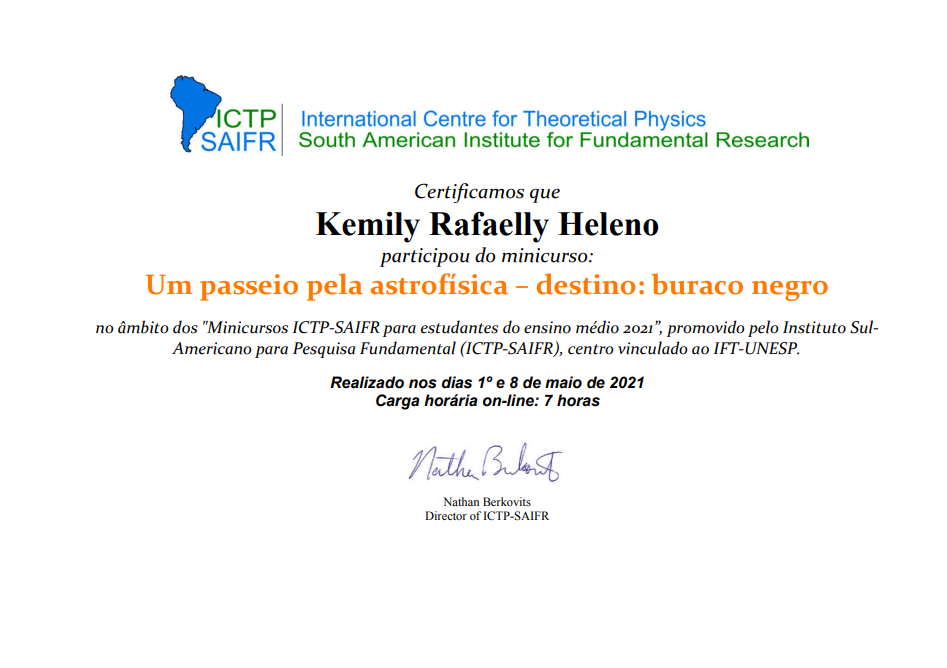 ICTP
SAIFR
International Centre for Theoretical Physics
South American Institute for Fundamental Research
Certificamos que
Kemily Rafaelly Heleno
participou do minicurso:
Um passeio pela astrofísica – destino: buraco negro
no âmbito dos "Minicursos ICTP-SAIFR para estudantes do ensino médio 2021”, promovido pelo Instituto Sul-
Americano para Pesquisa Fundamental (ICTP-SAIFR), centro vinculado ao IFT-UNESP.
Realizado nos dias 1º e 8 de maio de 2021
Carga horária on-line: 7 horas
Nathan Berkovits
Nathan Berkovits
Director of ICTP-SAIFR